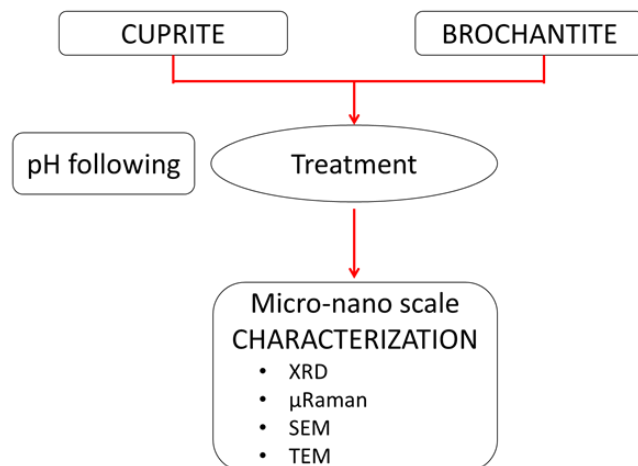 CUPRITE
BROCHANTITE
pH following
Treatment
Micro-nano scale
CHARACTERIZATION
• XRD
• µRaman
• SEM
• TEM